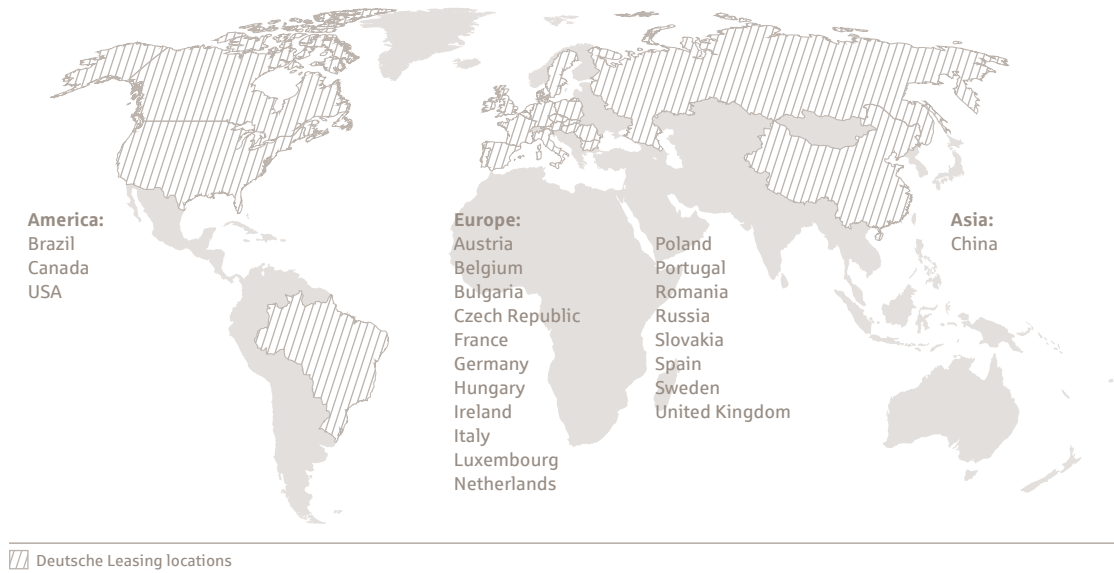 America:
Brazil
Canada
USA
Europe:
Austria
Belgium
Bulgaria
Czech Republic
France
Germany
Hungary
Ireland
Italy
Luxembourg
Netherlands
Poland
Portugal
Romania
Russia
Slovakia
Spain
Sweden
United Kingdom
Asia:
China
Deutsche Leasing locations